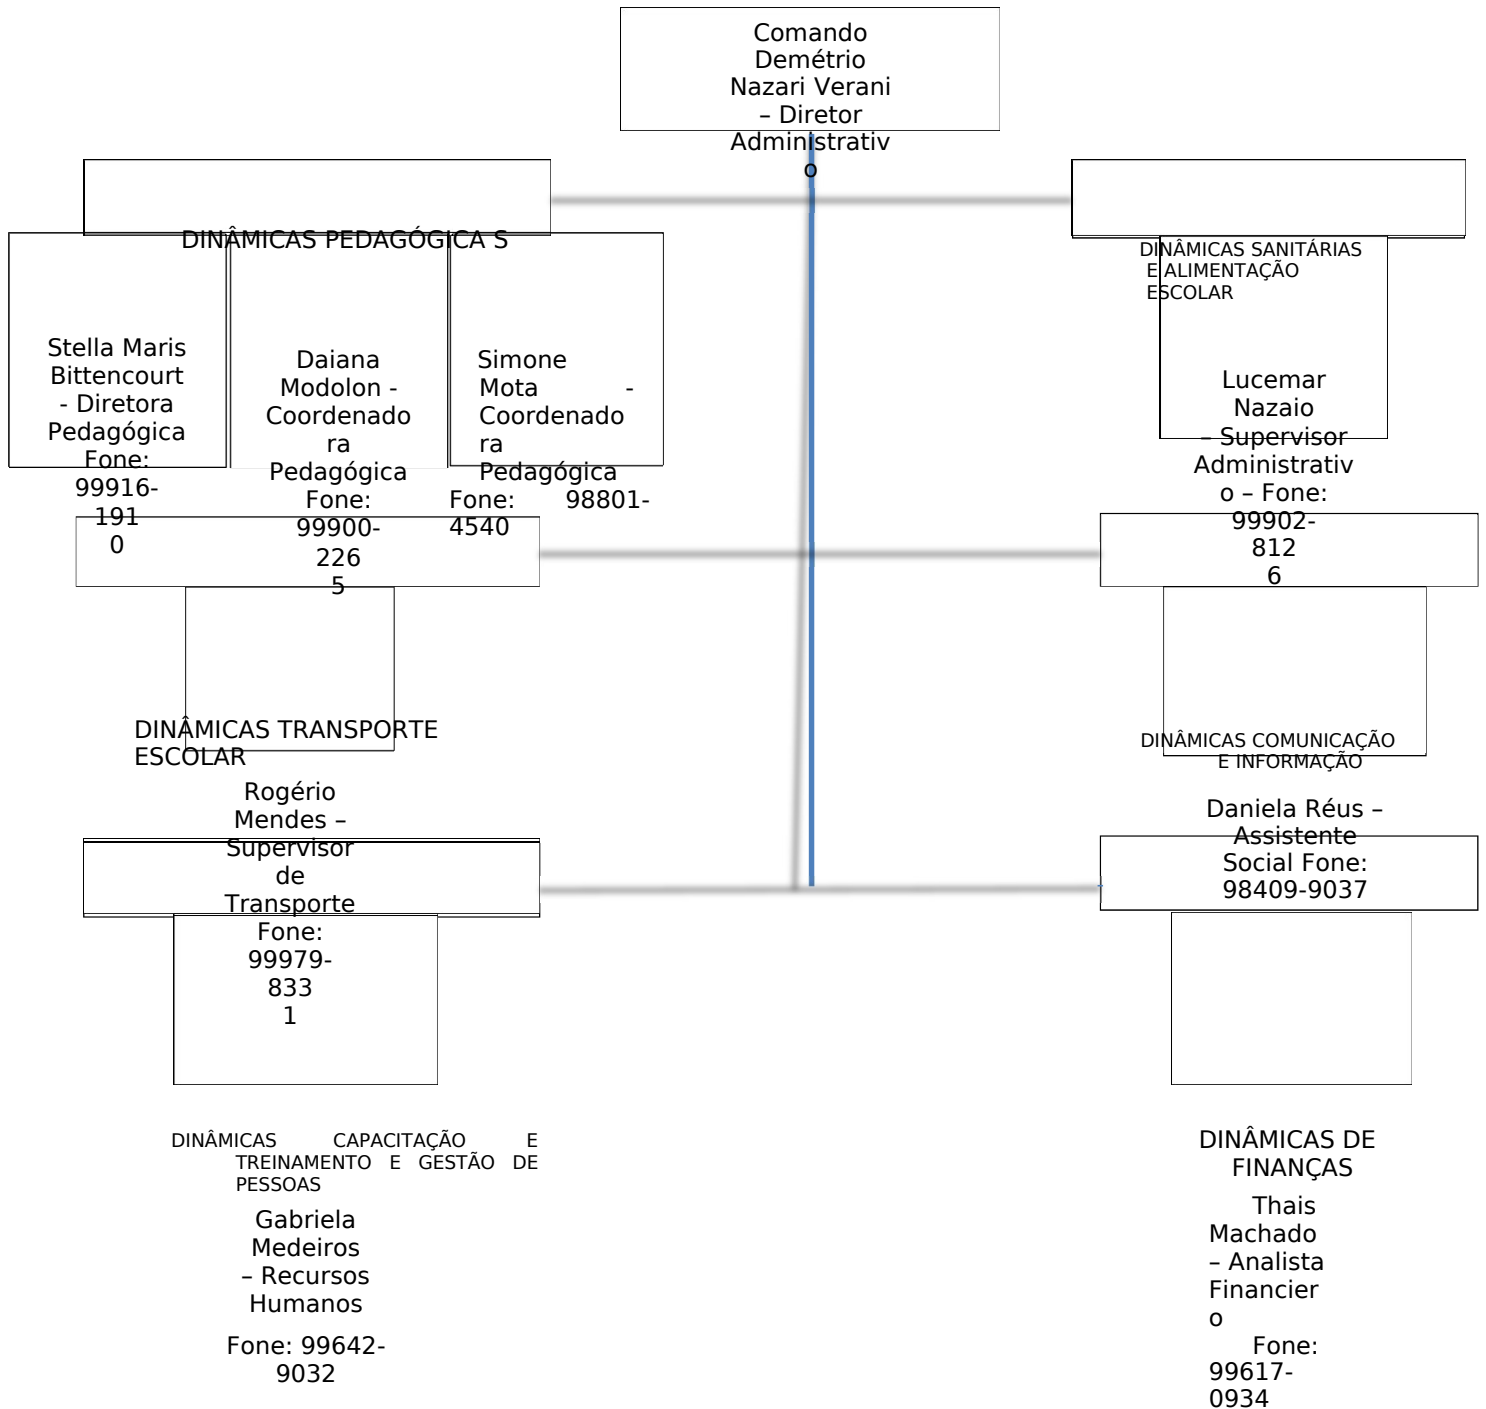 Comando
Demétrio
Nazari Verani
– Diretor
Administrativ
o
DINÂMICAS PEDAGÓGICA S
Stella Maris
Bittencourt
- Diretora
Pedagógica
Fone:
99916-
191
0
Daiana
Modolon -
Coordenado
ra
Pedagógica
Fone:
99900-
226
5
Simone
Mota -
Coordenado
ra
Pedagógica
Fone: 98801-
4540
DINÂMICAS SANITÁRIAS
E ALIMENTAÇÃO
ESCOLAR
Lucemar
Nazaio
– Supervisor
Administrativ
o – Fone:
99902-
812
6
DINÂMICAS TRANSPORTE
ESCOLAR
Rogério
Mendes –
Supervisor
de
Transporte
Fone:
99979-
833
1
DINÂMICAS COMUNICAÇÃO
E INFORMAÇÃO
Daniela Réus –
Assistente
Social Fone:
98409-9037
DINÂMICAS CAPACITAÇÃO E
TREINAMENTO E GESTÃO DE
PESSOAS
Gabriela
Medeiros
– Recursos
Humanos
Fone: 99642-
9032
DINÂMICAS DE
FINANÇAS
Thais
Machado
– Analista
Financier
o
Fone:
99617-
0934